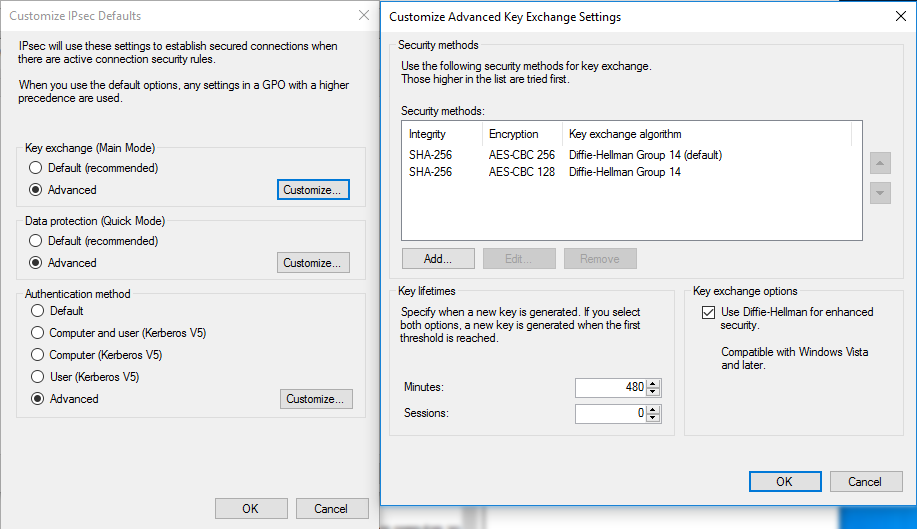 Customize IPsec Defaults
IPsec will use these settings to establish secured connections when
there are active connection security rules.
When you use the default options, any settings in a GPO with a higher
precedence are used.
Key exchange (Main Mode)
Default (recommended)
Advanced
Customize...
Data protection (Quick Mode)
Default (recommended)
Advanced
Customize...
Authentication method
Default
Computer and user (Kerberos V5)
Computer (Kerberos V5)
User (Kerberos V5)
Advanced
Customize...
OK
Cancel
Customize Advanced Key Exchange Settings
Security methods
Use the following security methods for key exchange.
Those higher in the list are tried first.
Security methods:
Integrity Encryption Key exchange algorithm
SHA-256 AES-CBC 256 Diffie-Hellman Group 14 (default)
SHA-256 AES-CBC 128 Diffie-Hellman Group 14
Add...
Edit...
Remove
Key lifetimes
Specify when a new key is generated. If you select
both options, a new key is generated when the first
threshold is reached.
Minutes: 480
Sessions: 0
Key exchange options
Use Diffie-Hellman for enhanced
security.
Compatible with Windows Vista
and later.
OK
Cancel